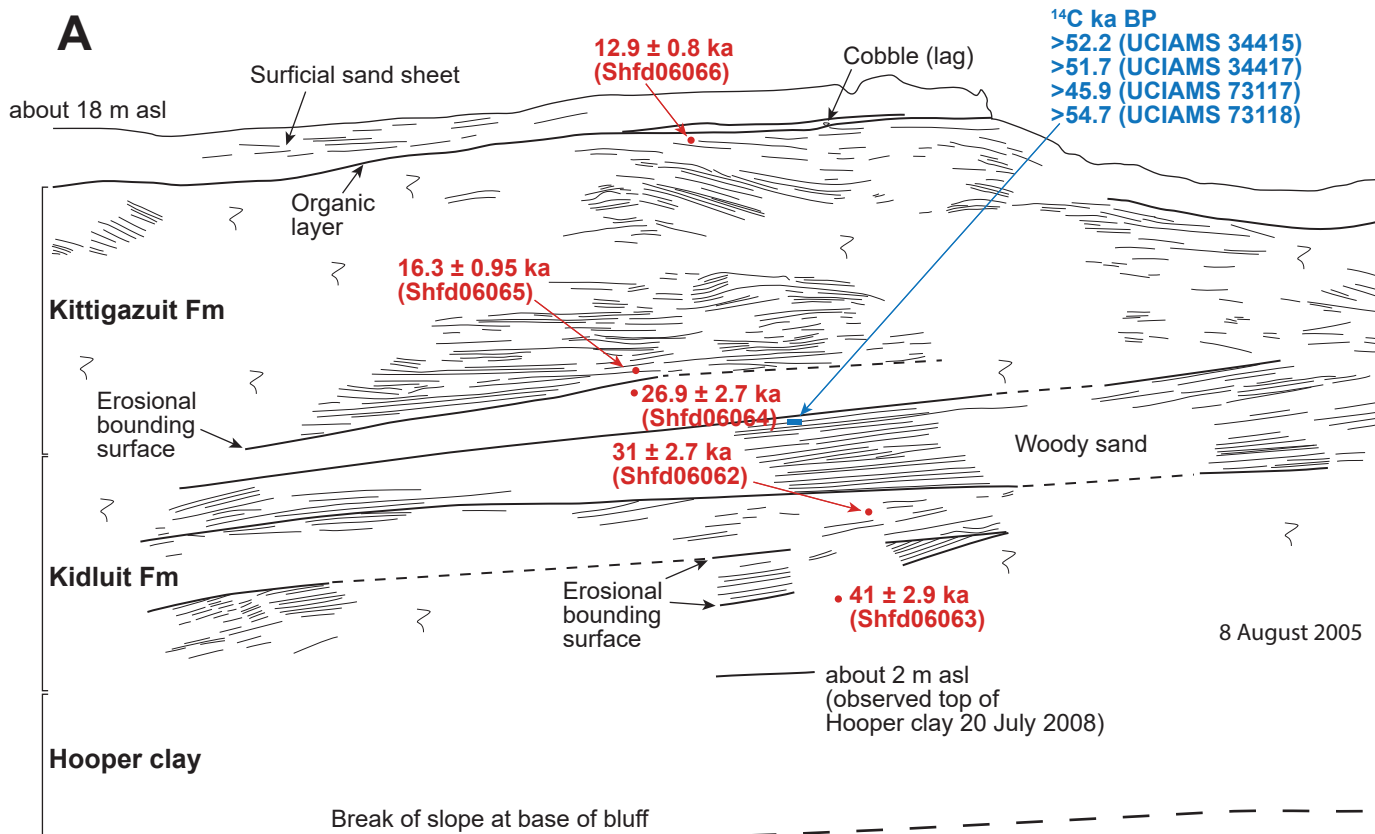 A
¹⁴C ka BP
>52.2 (UCIAMS 34415)
>51.7 (UCIAMS 34417)
>45.9 (UCIAMS 73117)
>54.7 (UCIAMS 73118)
12.9 ± 0.8 ka
(Shfd06066)
Cobble (lag)
Surficial sand sheet
about 18 m asl
Organic
layer
16.3 ± 0.95 ka
(Shfd06065)
Kittigazuit Fm
26.9 ± 2.7 ka
(Shfd06064)
Erosional
bounding
surface
Woody sand
31 ± 2.7 ka
(Shfd06062)
Kidluit Fm
Erosional
bounding
surface
41 ± 2.9 ka
(Shfd06063)
8 August 2005
about 2 m asl
(observed top of
Hooper clay 20 July 2008)
Hooper clay
Break of slope at base of bluff